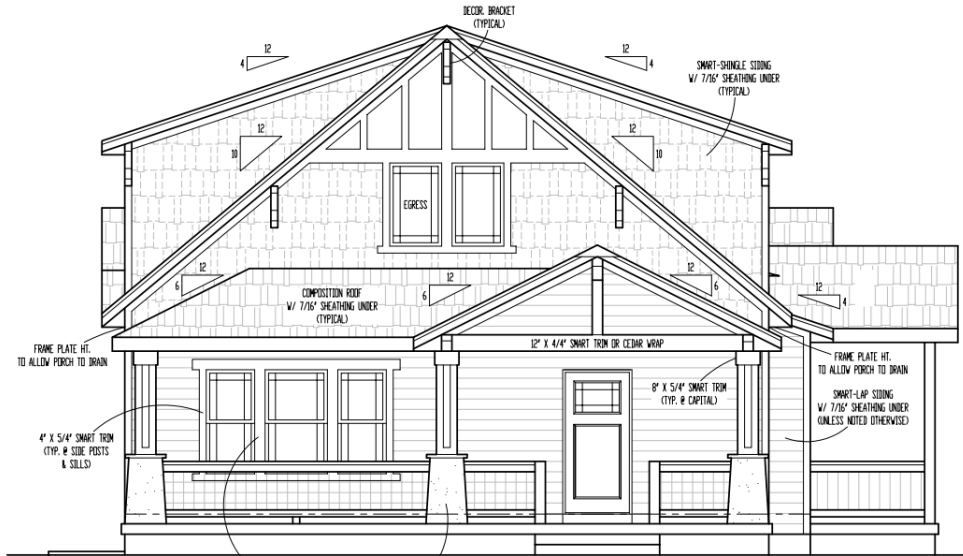 DECOR. BRACKET
(TYPICAL)
12
4
12
4
SMART-SHINGLE SIDING
W/ 7/16" SHEATHING UNDER
(TYPICAL)
12
10
12
10
EGRESS
12
6
12
6
12
6
12
4
COMPOSITION ROOF
W/ 7/16" SHEATHING UNDER
(TYPICAL)
FRAME PLATE HT.
TO ALLOW PORCH TO DRAIN
12" X 4/4" SMART TRIM OR CEDAR WRAP
FRAME PLATE HT.
TO ALLOW PORCH TO DRAIN
8" X 5/4" SMART TRIM
(TYP. @ CAPITAL)
SMART-LAP SIDING
W/ 7/16" SHEATHING UNDER
(UNLESS NOTED OTHERWISE)
4" X 5/4" SMART TRIM
(TYP. @ SIDE POSTS
& SILLS)